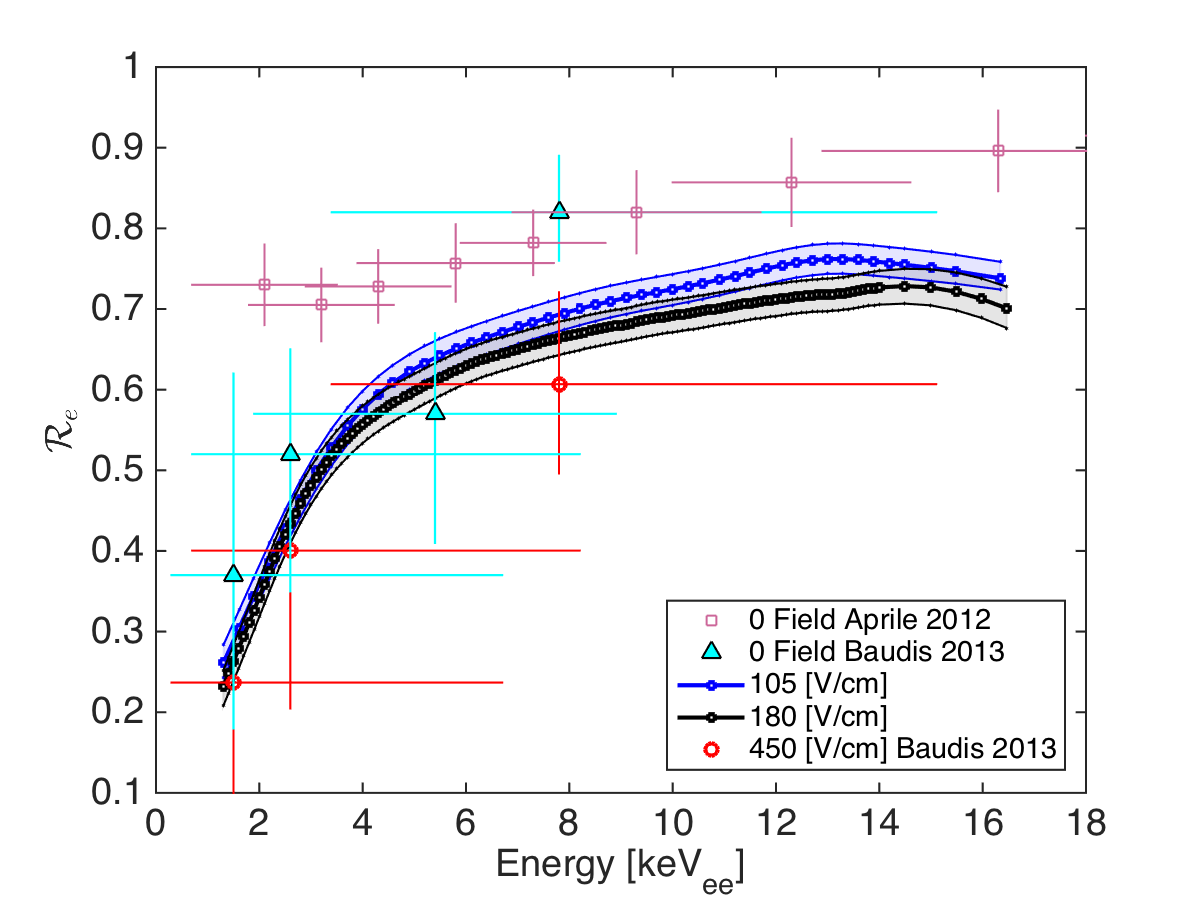 1
0.9
0.8
0.7
0.6
0.5
0.4
0.3
0.2
0.1
ℛₑ
0 2 4 6 8 10 12 14 16 18
Energy [keVₑₑ]
0 Field Aprile 2012
0 Field Baudis 2013
105 [V/cm]
180 [V/cm]
450 [V/cm] Baudis 2013